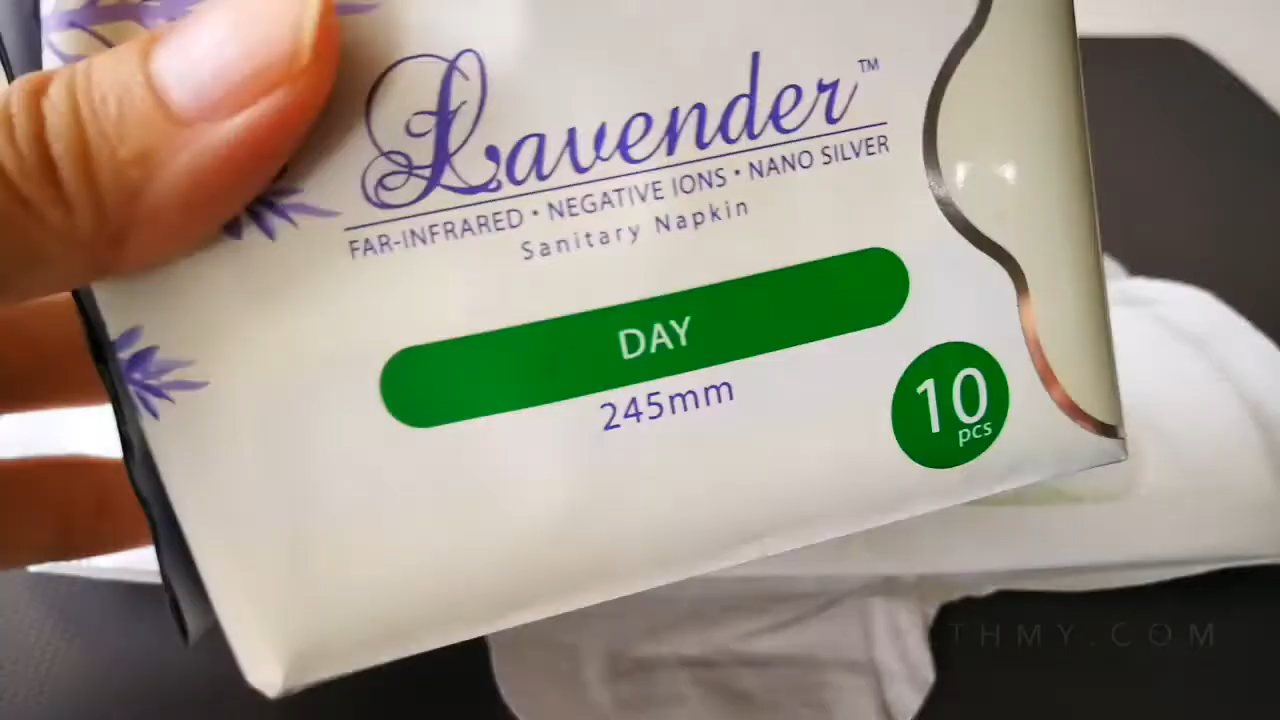 Lavender™
FAR-INFRARED • NEGATIVE IONS • NANO SILVER
Sanitary Napkin
DAY
245mm
10
pcs
THMY.COM